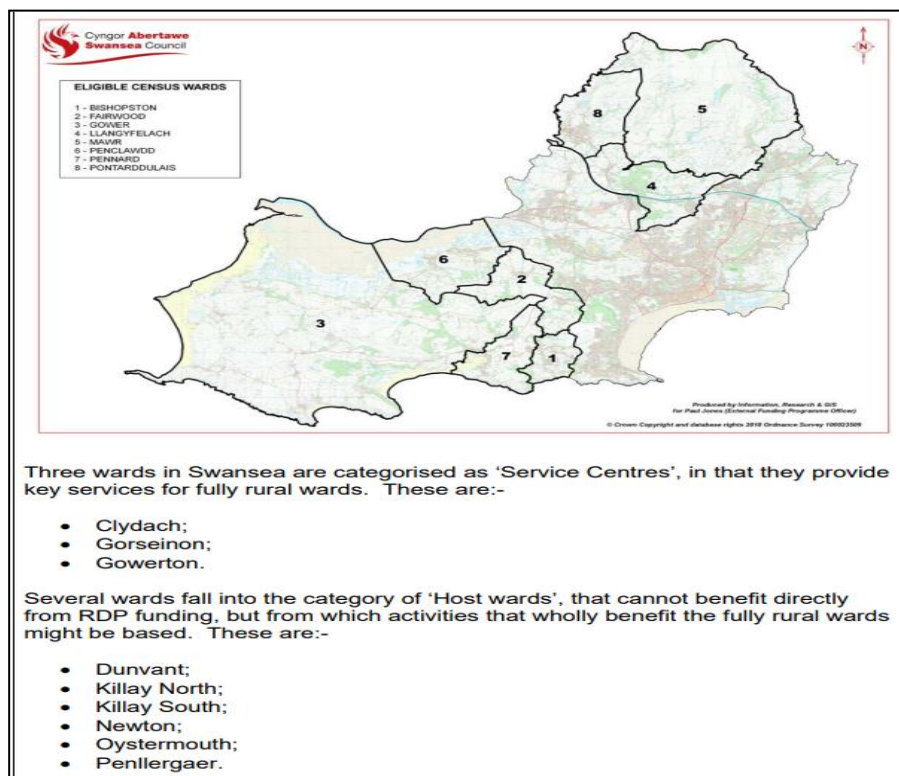 Cyngor Abertawe
Swansea Council
N
ELIGIBLE CENSUS WARDS
1 - BISHOPSTON
2 - FAIRWOOD
3 - GOWER
4 - LLANGYFELACH
5 - MAWR
6 - PENCLAWDD
7 - PENNARD
8 - PONTARDDULAIS
8
5
4
6
2
3
7
1
Produced by Information, Research & GIS
for Paul Jones (External Funding Programme Officer)
© Crown Copyright and database rights 2018 Ordnance Survey 100023509
Three wards in Swansea are categorised as ‘Service Centres’, in that they provide
key services for fully rural wards. These are:-
• Clydach;
• Gorseinon;
• Gowerton.
Several wards fall into the category of ‘Host wards’, that cannot benefit directly
from RDP funding, but from which activities that wholly benefit the fully rural wards
might be based. These are:-
• Dunvant;
• Killay North;
• Killay South;
• Newton;
• Oystermouth;
• Penllergaer.